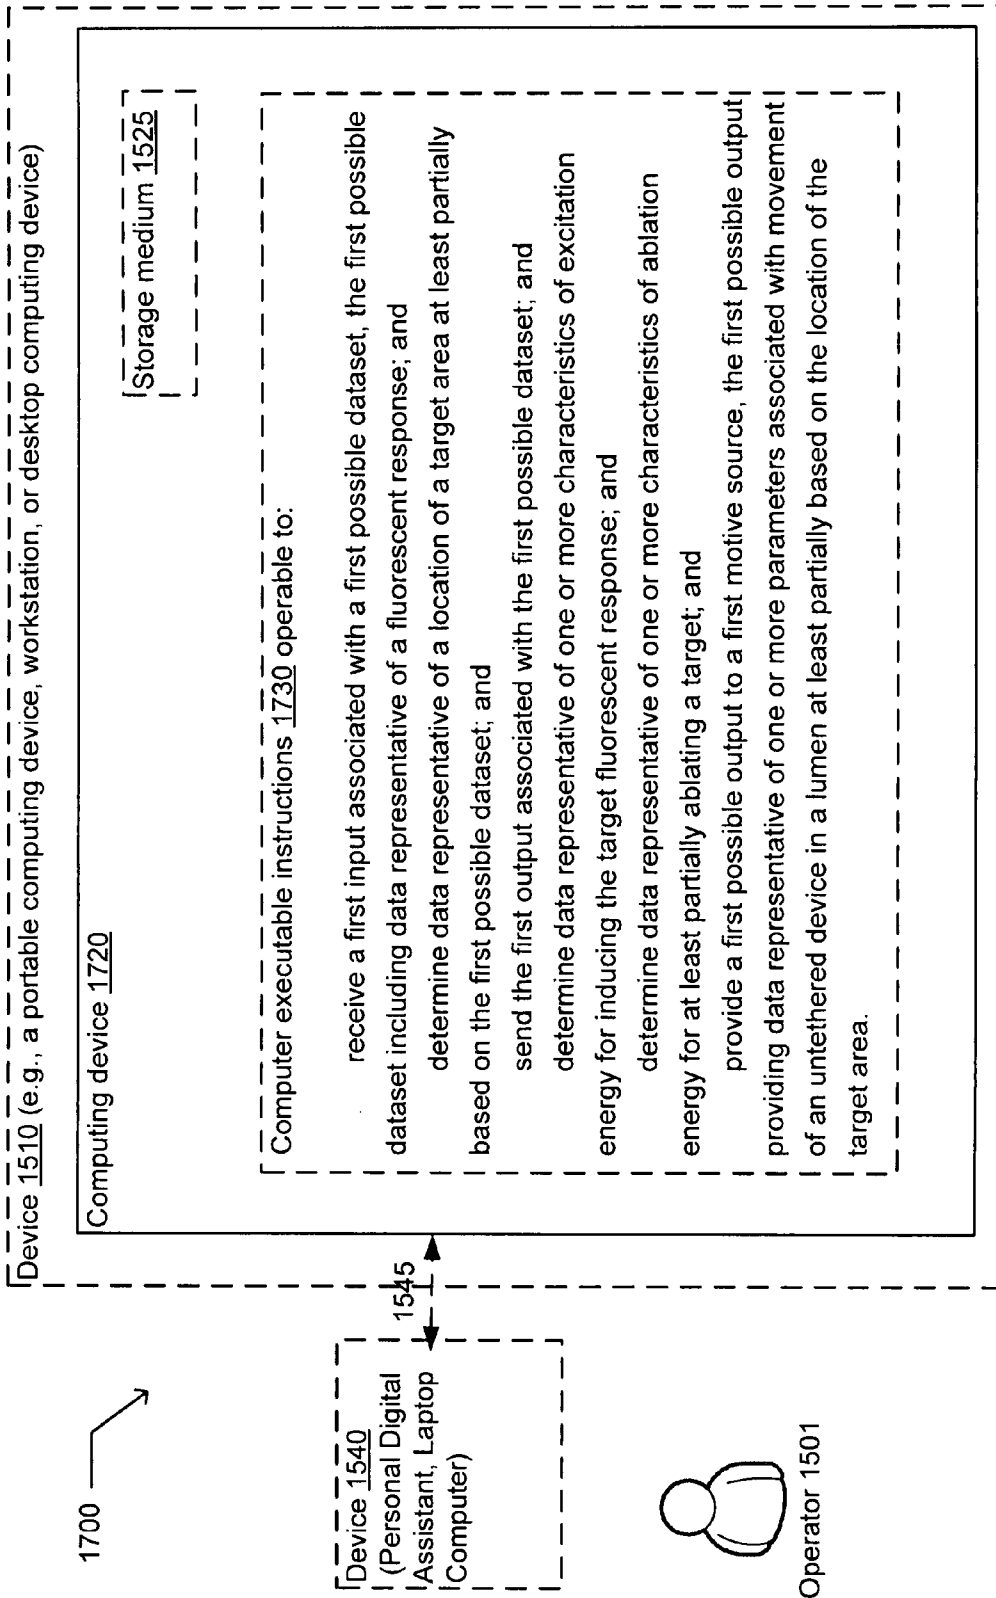 1700
Device 1510 (e.g., a portable computing device, workstation, or desktop computing device)
Computing device 1720
Storage medium 1525
Computer executable instructions 1730 operable to:
receive a first input associated with a first possible dataset, the first possible
dataset including data representative of a fluorescent response; and
determine data representative of a location of a target area at least partially
based on the first possible dataset; and
send the first output associated with the first possible dataset; and
determine data representative of one or more characteristics of excitation
energy for inducing the target fluorescent response; and
determine data representative of one or more characteristics of ablation
energy for at least partially ablating a target; and
provide a first possible output to a first motive source, the first possible output
providing data representative of one or more parameters associated with movement
of an untethered device in a lumen at least partially based on the location of the
target area.
1545
Device 1540
(Personal Digital
Assistant, Laptop
Computer)
Operator 1501